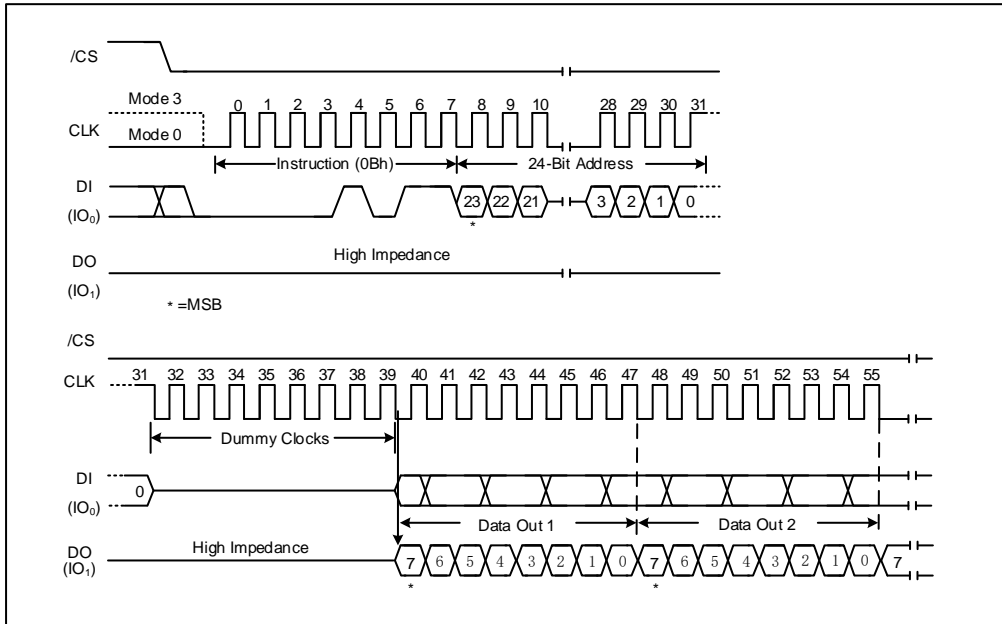 /CS
Mode 3
CLK
Mode 0
0 1 2 3 4 5 6 7 8 9 10 28 29 30 31
Instruction (0Bh)
24-Bit Address
DI
(IO0)
23 22 21 3 2 1 0
*
DO
(IO1)
High Impedance
* =MSB
/CS
CLK
31 32 33 34 35 36 37 38 39 40 41 42 43 44 45 46 47 48 49 50 51 52 53 54 55
Dummy Clocks
DI
(IO0)
0
Data Out 1
Data Out 2
DO
(IO1)
High Impedance
7 6 5 4 3 2 1 0 7 6 5 4 3 2 1 0 7
* *